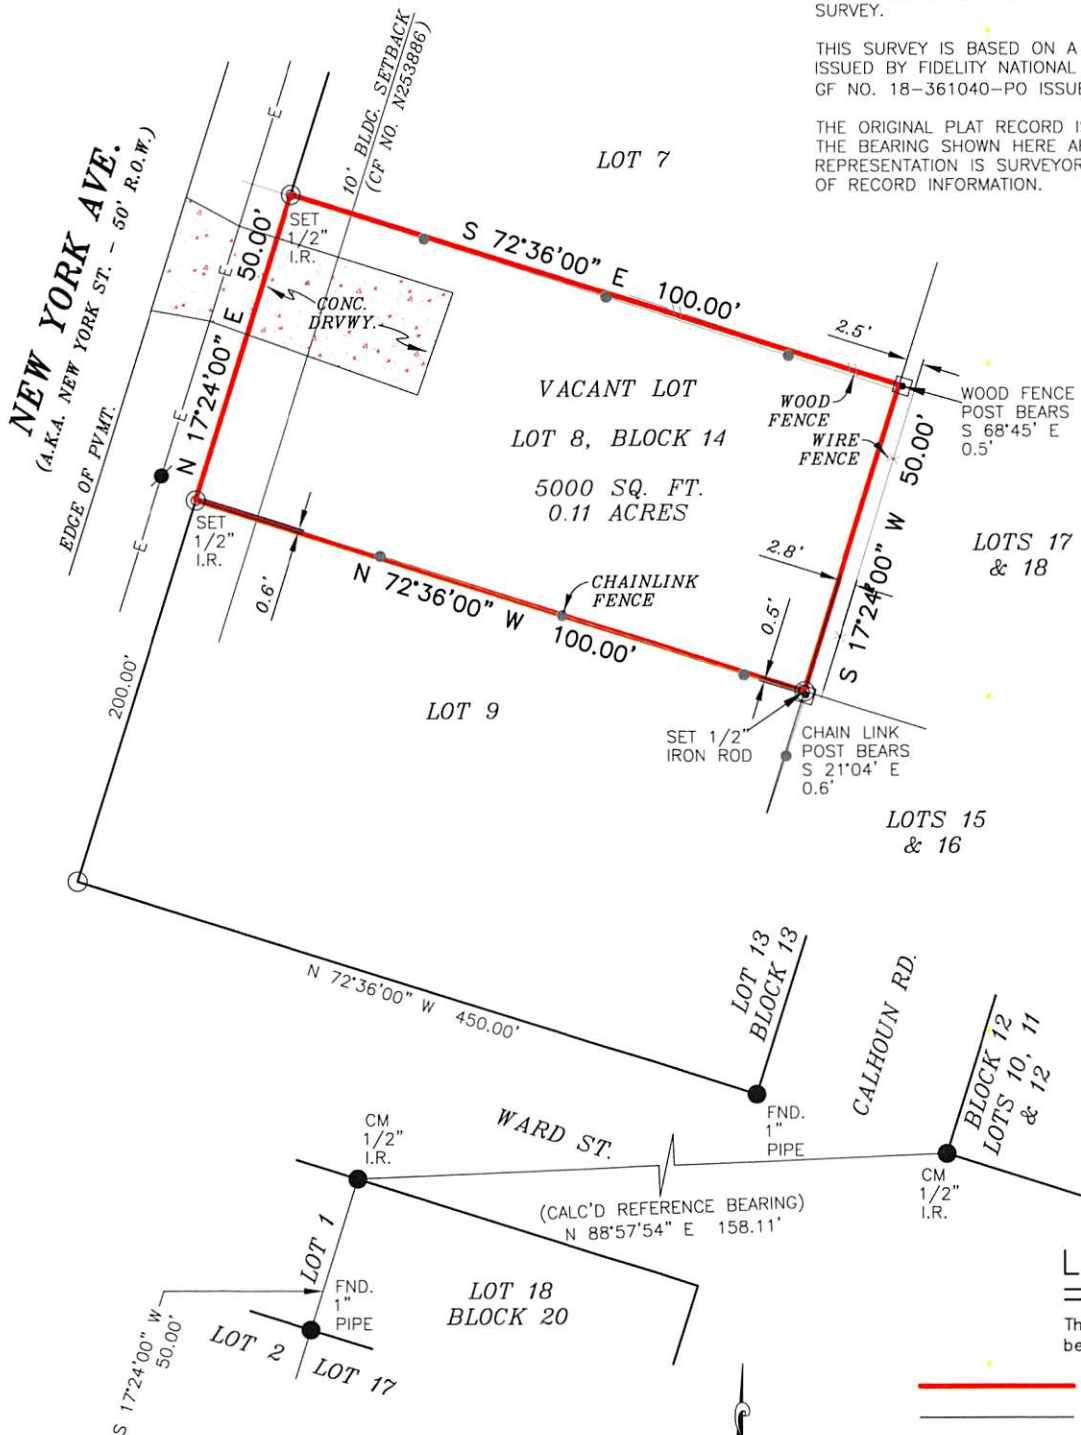 SURVEY.
THIS SURVEY IS BASED ON A
ISSUED BY FIDELITY NATIONAL
GF NO. 18-361040-PO ISSUE
THE ORIGINAL PLAT RECORD
THE BEARING SHOWN HERE
REPRESENTATION IS SURVEYOR
OF RECORD INFORMATION.
10' BLDG. SETBACK
(CF NO. N253886)
LOT 7
NEW YORK AVE.
(A.K.A. NEW YORK ST. - 50' R.O.W.)
EDGE OF PVMT.
E
E
E
E
E
SET
1/2"
I.R.
S 72°36'00" E 100.00'
N 17°24'00" E 50.00'
CONC.
DRVWY.
2.5'
VACANT LOT
LOT 8, BLOCK 14
5000 SQ. FT.
0.11 ACRES
WOOD
FENCE
WIRE
FENCE
WOOD FENCE
POST BEARS
S 68°45' E
0.5'
S 17°24'00" W 50.00'
LOTS 17
& 18
SET
1/2"
I.R.
0.6'
2.8'
N 72°36'00" W 100.00'
CHAINLINK
FENCE
0.5'
200.00'
LOT 9
SET 1/2"
IRON ROD
CHAIN LINK
POST BEARS
S 21°04' E
0.6'
LOTS 15
& 16
N 72°36'00" W 450.00'
LOT 13
BLOCK 13
CALHOUN RD.
BLOCK 12
LOTS 10, 11
& 12
FND.
1"
PIPE
CM
1/2"
I.R.
WARD ST.
CM
1/2"
I.R.
(CALC'D REFERENCE BEARING)
N 88°57'54" E 158.11'
LOT 1
FND.
1"
PIPE
LOT 18
BLOCK 20
S 17°24'00" W
50.00'
LOT 2
LOT 17
L
Th
be